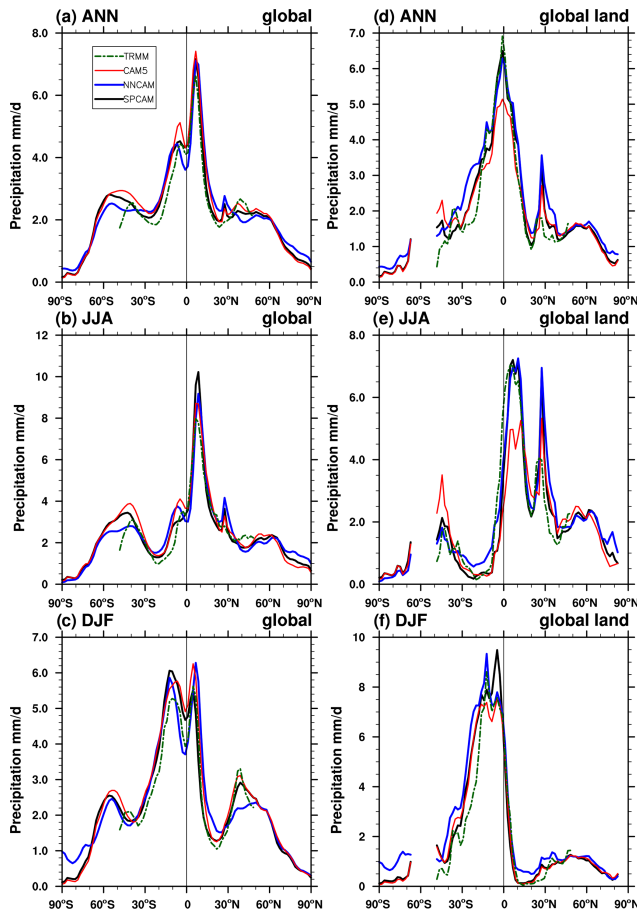 (a) ANN global
8.0
6.0
4.0
2.0
0.0
Precipitation mm/d
TRMM
CAM5
NNCAM
SPCAM
90°S 60°S 30°S 0 30°N 60°N 90°N
(d) ANN global land
7.0
6.0
5.0
4.0
3.0
2.0
1.0
0.0
Precipitation mm/d
90°S 60°S 30°S 0 30°N 60°N 90°N
(b) JJA global
12
10
8
6
4
2
0
Precipitation mm/d
90°S 60°S 30°S 0 30°N 60°N 90°N
(e) JJA global land
8.0
6.0
4.0
2.0
0.0
Precipitation mm/d
90°S 60°S 30°S 0 30°N 60°N 90°N
(c) DJF global
7.0
6.0
5.0
4.0
3.0
2.0
1.0
0.0
Precipitation mm/d
90°S 60°S 30°S 0 30°N 60°N 90°N
(f) DJF global land
10
8
6
4
2
0
Precipitation mm/d
90°S 60°S 30°S 0 30°N 60°N 90°N